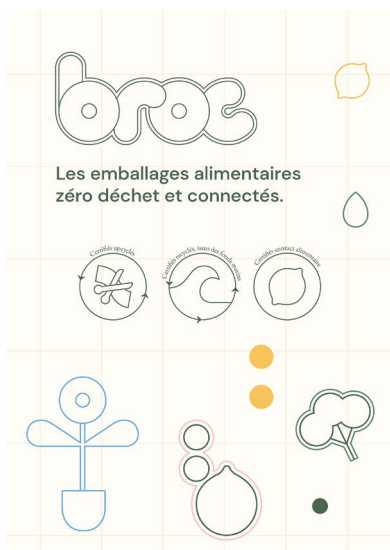 broc
Les emballages alimentaires
zéro déchet et connectés.
Certifiés upcyclés
Certifiés recyclés, issus des fonds marins
Certifiés contact alimentaire